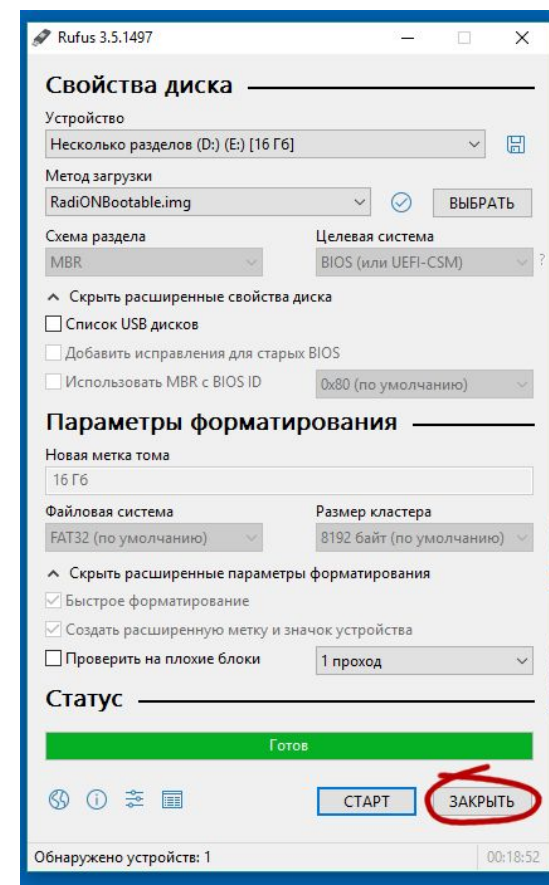 Rufus 3.5.1497
Свойства диска
Устройство
Несколько разделов (D:) (E:) [16 Гб]
Метод загрузки
RadiONBootable.img
ВЫБРАТЬ
Схема раздела Целевая система
MBR BIOS (или UEFI-CSM) ?
Скрыть расширенные свойства диска
Список USB дисков
Добавить исправления для старых BIOS
Использовать MBR с BIOS ID 0x80 (по умолчанию)
Параметры форматирования
Новая метка тома
16 Гб
Файловая система Размер кластера
FAT32 (по умолчанию) 8192 байт (по умолчанию)
Скрыть расширенные параметры форматирования
Быстрое форматирование
Создать расширенную метку и значок устройства
Проверить на плохие блоки 1 проход
Статус
Готов
СТАРТ ЗАКРЫТЬ
Обнаружено устройств: 1 00:18:52